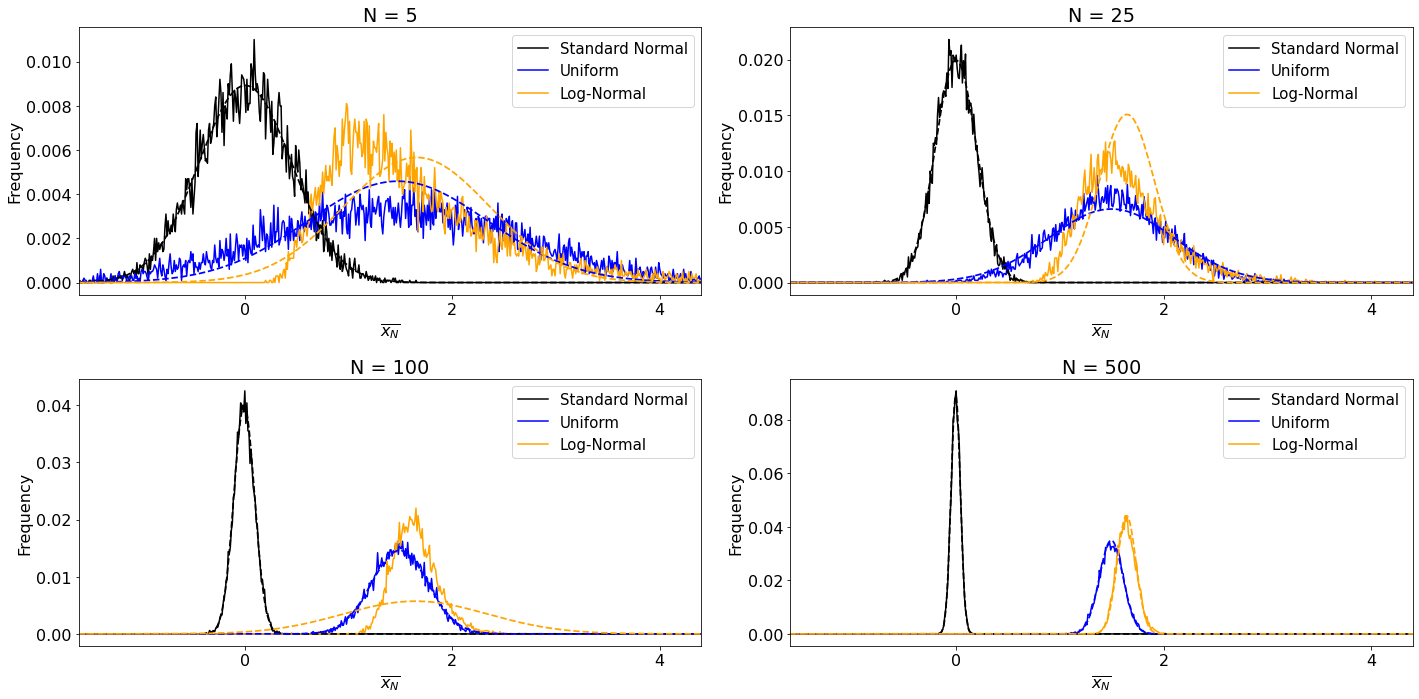 N = 5
Frequency
0.010
0.008
0.006
0.004
0.002
0.000
0
2
4
$\overline{x_N}$
Standard Normal
Uniform
Log-Normal
N = 25
Frequency
0.020
0.015
0.010
0.005
0.000
0
2
4
$\overline{x_N}$
Standard Normal
Uniform
Log-Normal
N = 100
Frequency
0.04
0.03
0.02
0.01
0.00
0
2
4
$\overline{x_N}$
Standard Normal
Uniform
Log-Normal
N = 500
Frequency
0.08
0.06
0.04
0.02
0.00
0
2
4
$\overline{x_N}$
Standard Normal
Uniform
Log-Normal